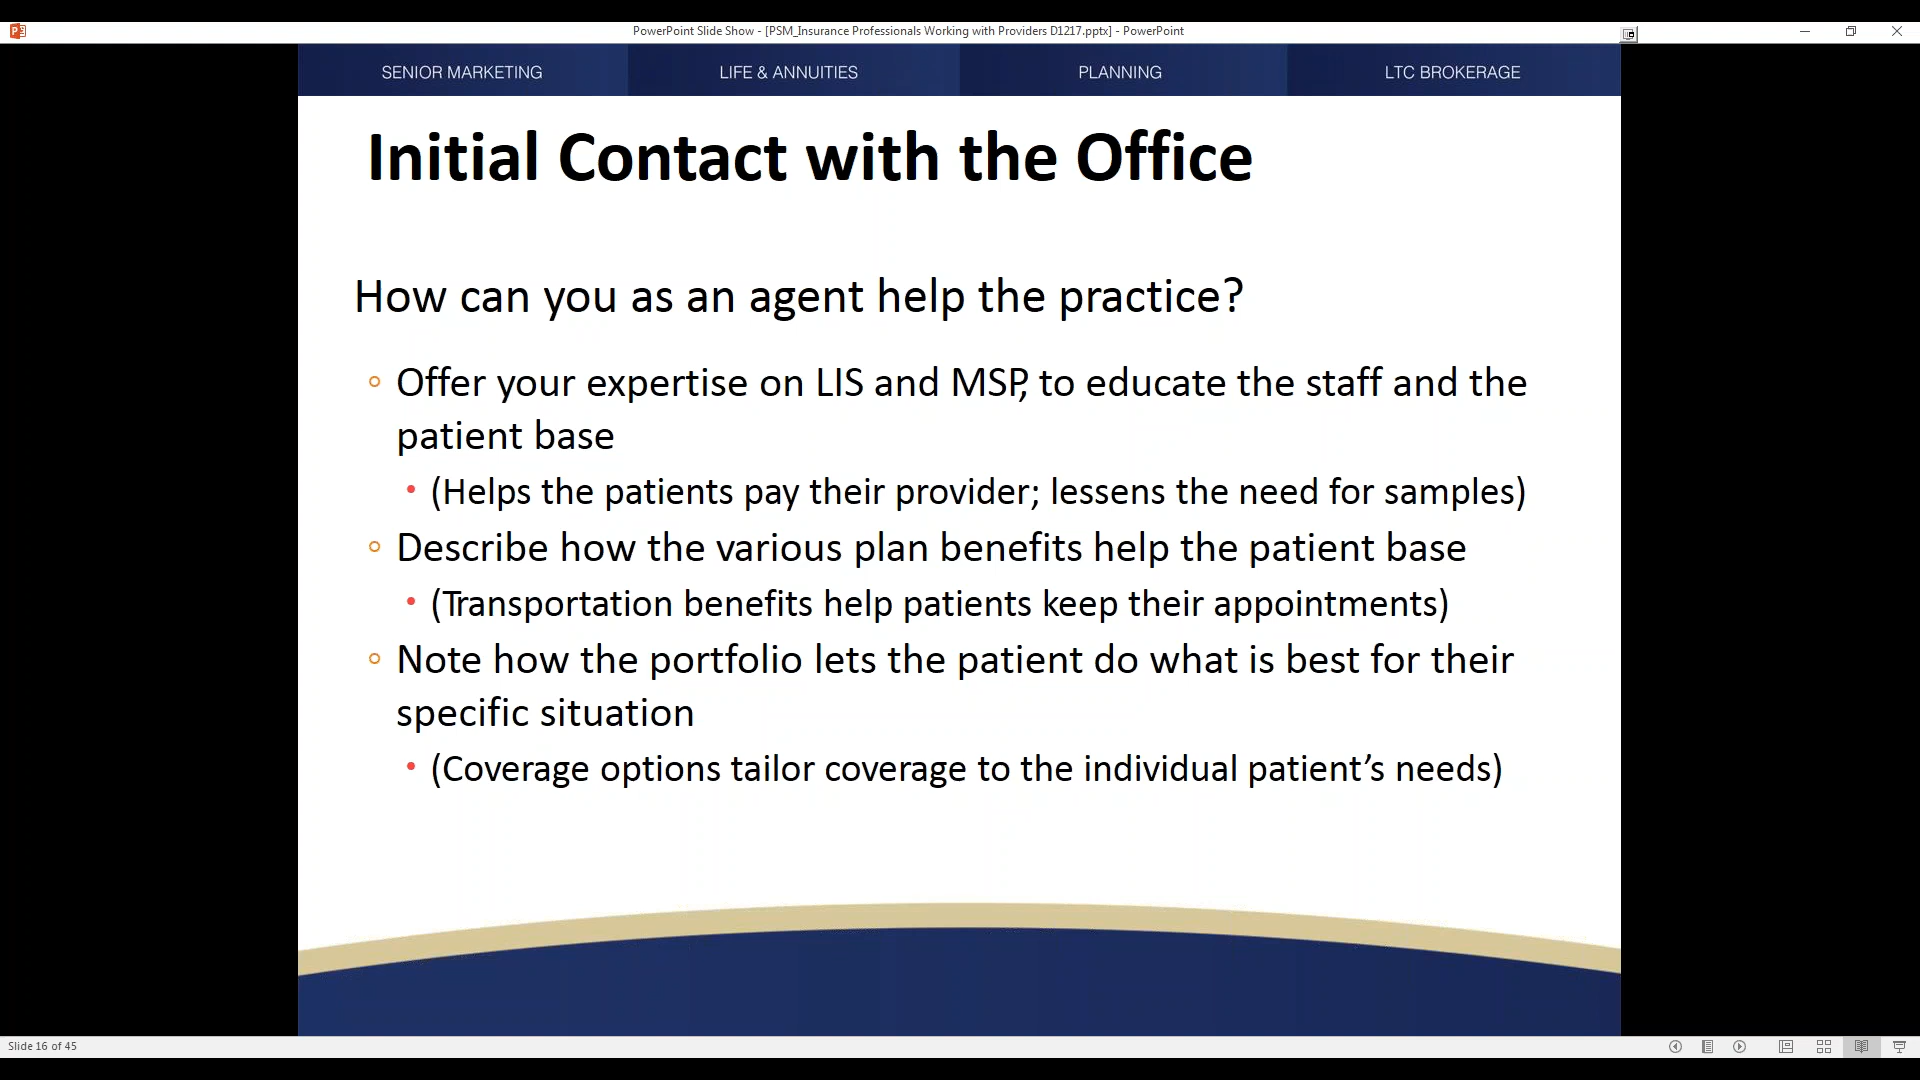 PowerPoint Slide Show - [PSM_Insurance Professionals Working with Providers D1217.pptx] - PowerPoint
SENIOR MARKETING
LIFE & ANNUITIES
PLANNING
LTC BROKERAGE
Initial Contact with the Office
How can you as an agent help the practice?
Offer your expertise on LIS and MSP, to educate the staff and the
patient base
(Helps the patients pay their provider; lessens the need for samples)
Describe how the various plan benefits help the patient base
(Transportation benefits help patients keep their appointments)
Note how the portfolio lets the patient do what is best for their
specific situation
(Coverage options tailor coverage to the individual patient’s needs)
Slide 16 of 45